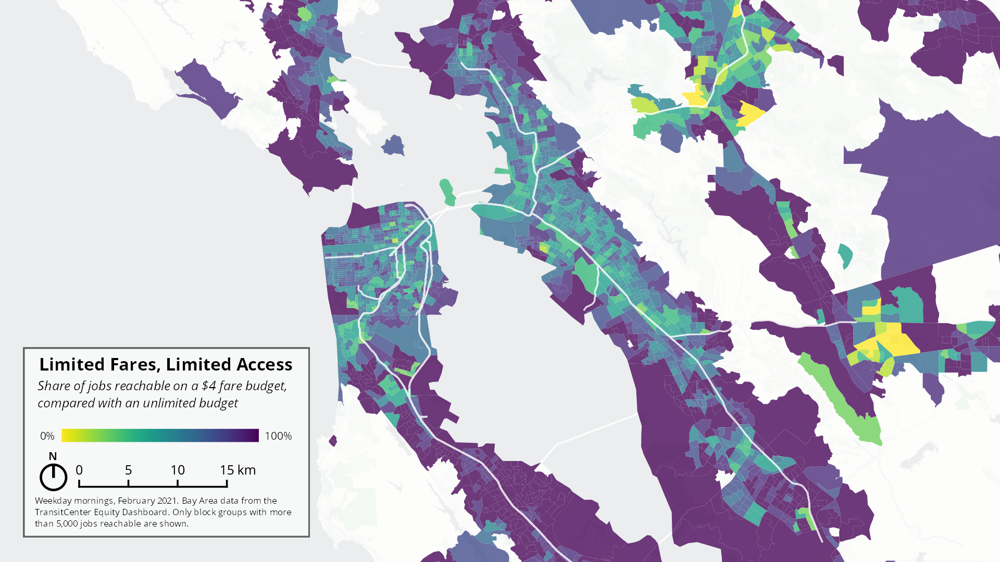 Limited Fares, Limited Access
Share of jobs reachable on a $4 fare budget,
compared with an unlimited budget
0% 100%
N
0 5 10 15 km
Weekday mornings, February 2021. Bay Area data from the
TransitCenter Equity Dashboard. Only block groups with more
than 5,000 jobs reachable are shown.